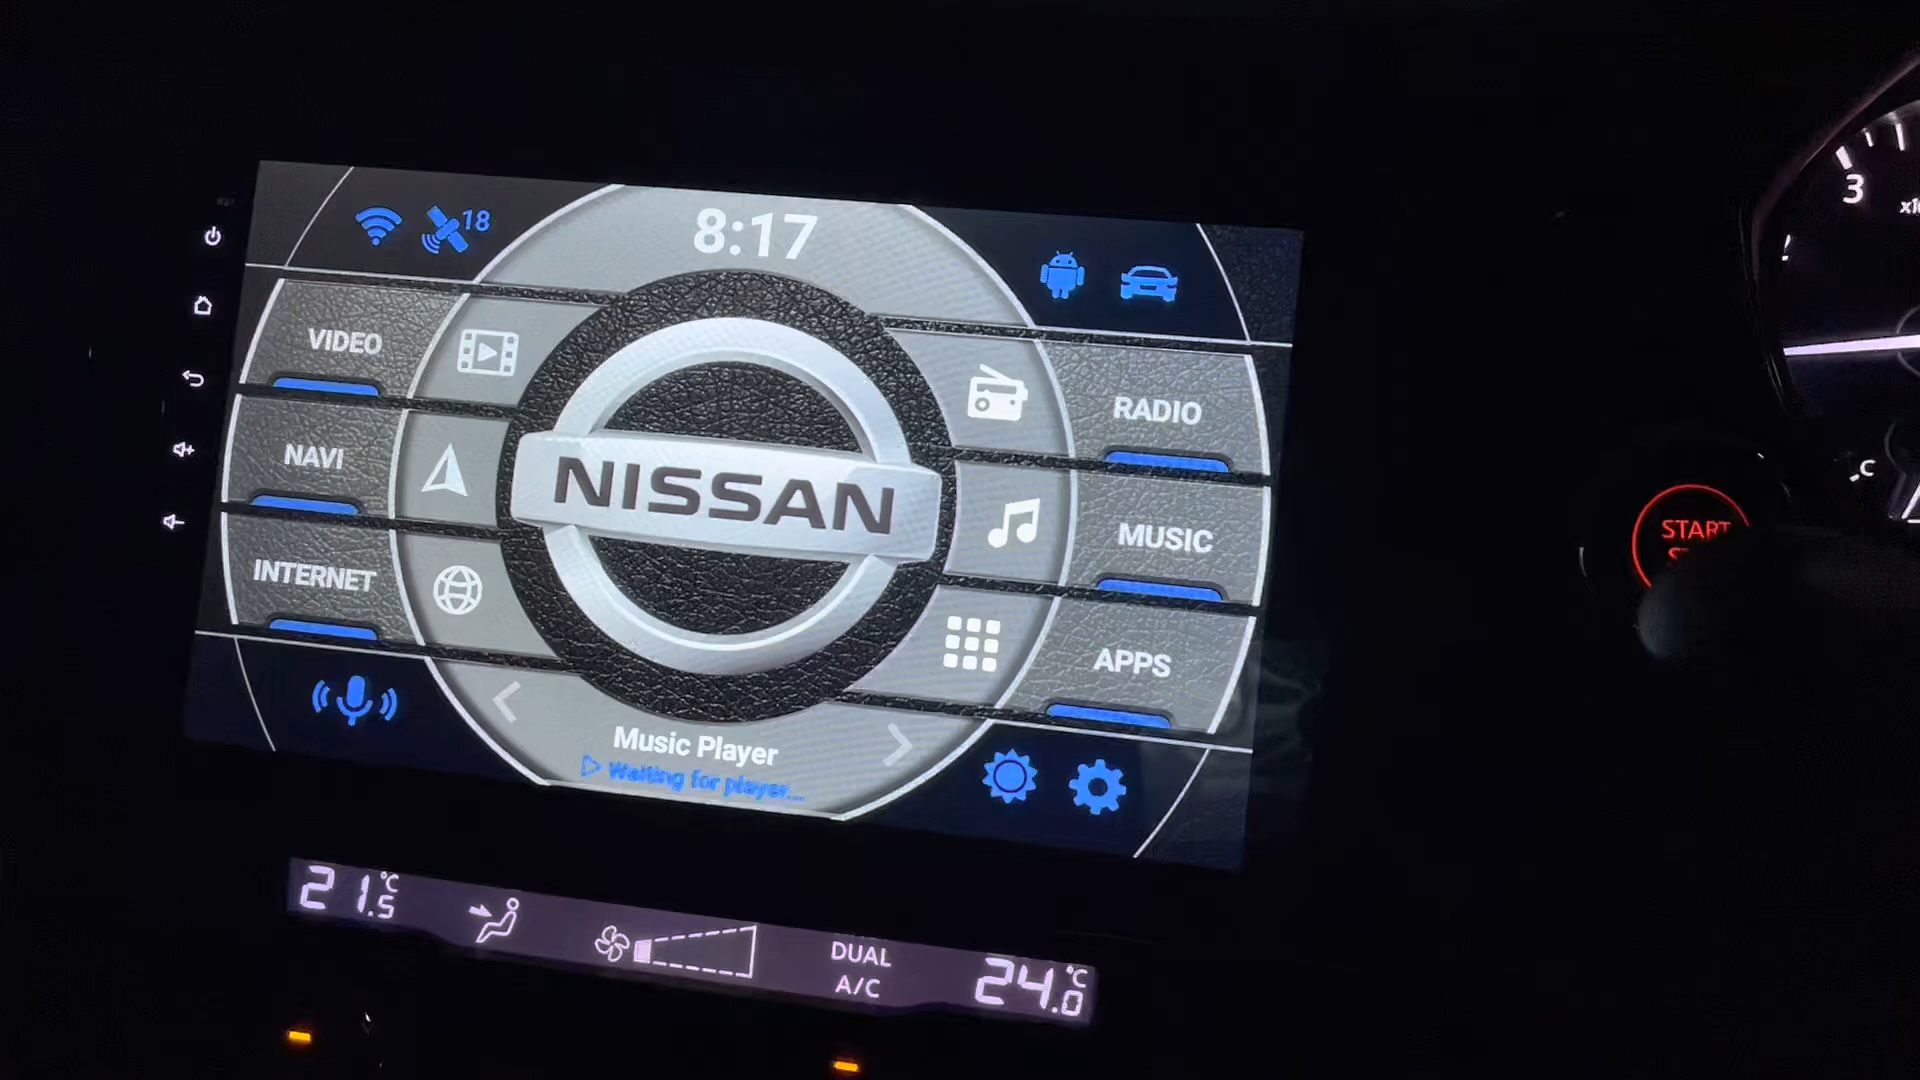 18
8:17
VIDEO
NAVI
INTERNET
NISSAN
RADIO
MUSIC
APPS
Music Player
Waiting for player...
21.5°C
DUAL
A/C
24.0°C
3
C
START